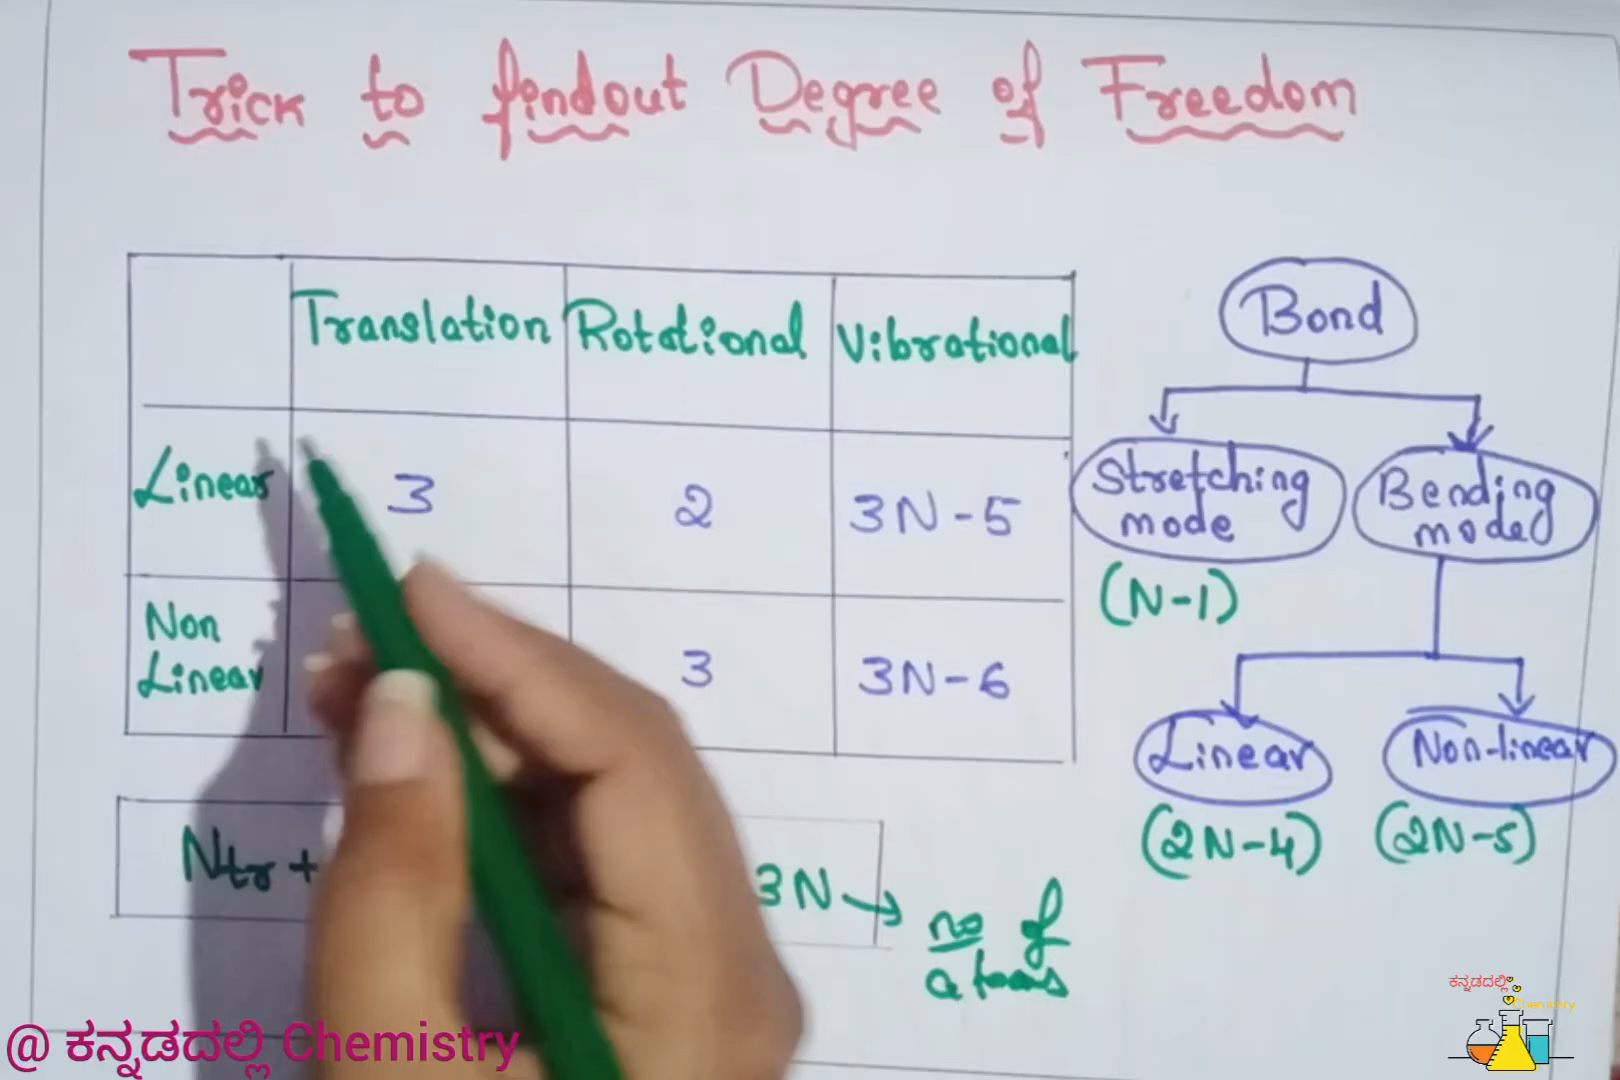 Trick to findout Degree of Freedom
Translation Rotational Vibrational
Linear 3 2 3N-5
Non Linear 3 3N-6
Ntr + 3N → no of atoms
Bond
Stretching mode
(N-1)
Bending mode
Linear
(2N-4)
Non-linear
(2N-5)
@ ಕನ್ನಡದಲ್ಲಿ Chemistry
ಕನ್ನಡದಲ್ಲಿ
Chemistry